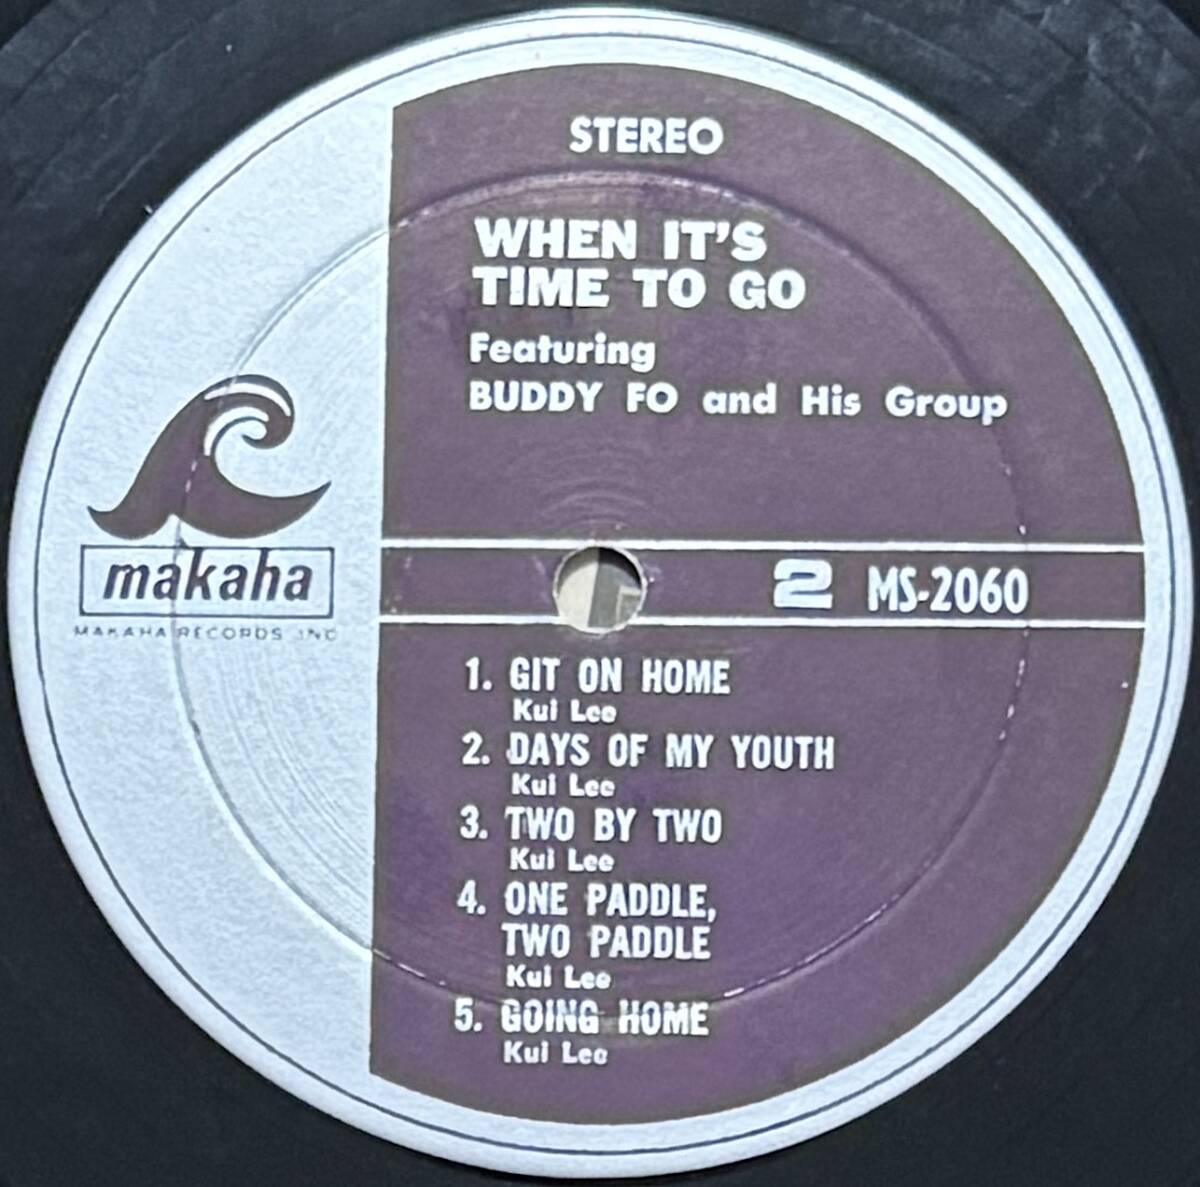 STEREO
WHEN IT'S
TIME TO GO
Featuring
BUDDY FO and His Group
makaha
MAKAHA RECORDS INC
2 MS-2060
1. GIT ON HOME
Kui Lee
2. DAYS OF MY YOUTH
Kui Lee
3. TWO BY TWO
Kui Lee
4. ONE PADDLE,
TWO PADDLE
Kui Lee
5. GOING HOME
Kui Lee